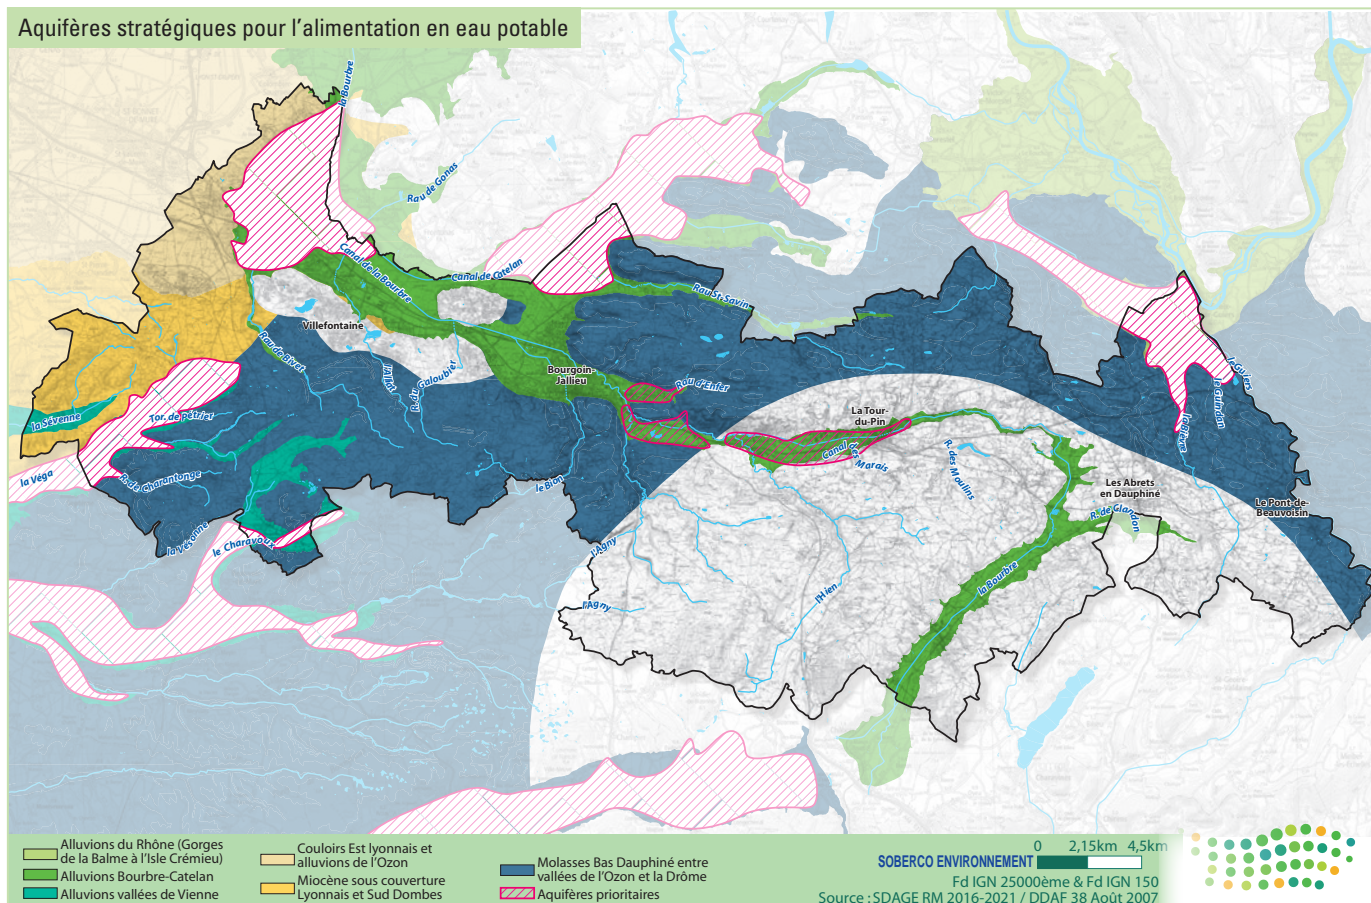 Aquifères stratégiques pour l'alimentation en eau potable
la Bourbre
Rau de Gonas
Canal de la Bourbre
Canal de Catelan
Rau St-Savin
Villefontaine
Rau de Bivet
l'Aillat
R. du Galoubier
Bourgoin-
Jallieu
Rau d'Enfer
la Sévenne
Tor. de Pétrier
la Véga
R. de Charantonge
la Vésonne
le Charavoux
le Bion
La Tour-
du-Pin
Canal des Marais
R. des Moulins
Les Abrets
en Dauphiné
R. de Glandon
le Guiers
le Guindan
la Bièvre
Le Pont-de-
Beauvoisin
l'Agny
l'Agny
l'Hien
la Bourbre
Alluvions du Rhône (Gorges
de la Balme à l'Isle Crémieu)
Alluvions Bourbre-Catelan
Alluvions vallées de Vienne
Couloirs Est lyonnais et
alluvions de l'Ozon
Miocène sous couverture
Lyonnais et Sud Dombes
Molasses Bas Dauphiné entre
vallées de l'Ozon et la Drôme
Aquifères prioritaires
0 2,15km 4,5km
SOBERCO ENVIRONNEMENT
Fd IGN 25000ème & Fd IGN 150
Source : SDAGE RM 2016-2021 / DDAF 38 Août 2007